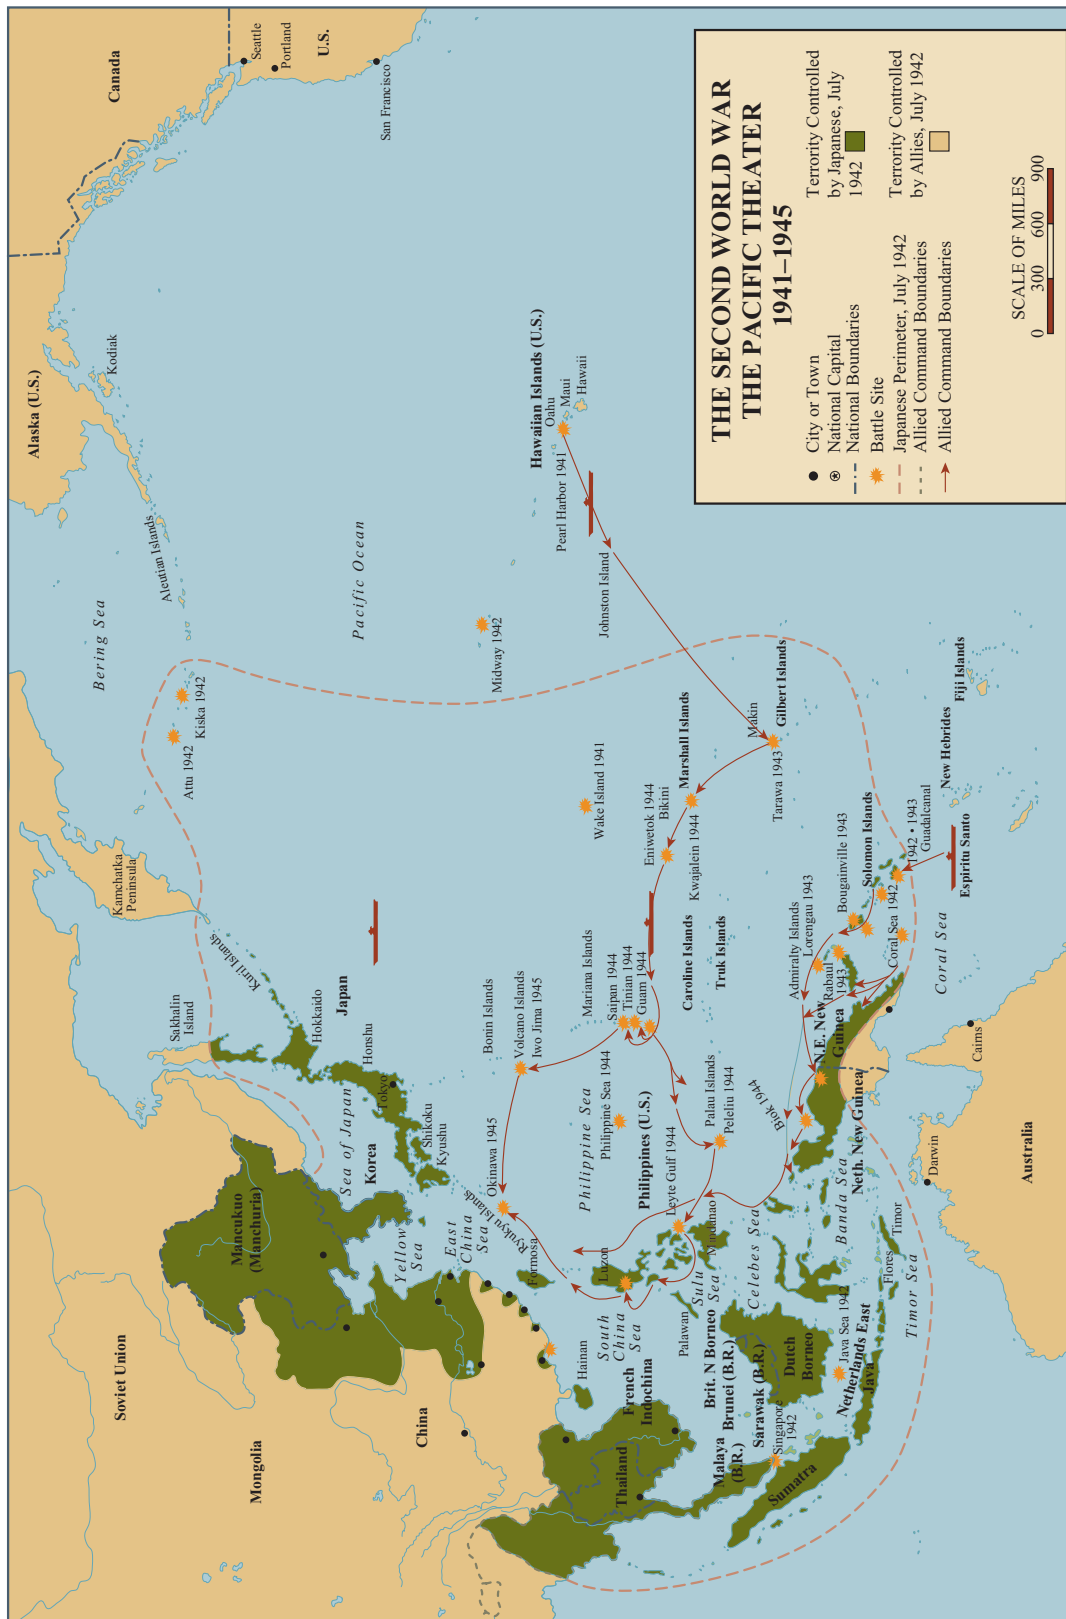 Canada
Seattle
Portland
U.S.
San Francisco
Alaska (U.S.)
Kodiak
Aleutian Islands
Bering Sea
Pacific Ocean
Kiska 1942
Attu 1942
Midway 1942
Hawaiian Islands (U.S.)
Oahu
Maui
Hawaii
Pearl Harbor 1941
Johnston Island
Soviet Union
Mongolia
China
Kamchatka
Peninsula
Sakhalin
Island
Kuril Islands
Hokkaido
Japan
Honshu
Tokyo
Shikoku
Kyushu
Sea of Japan
Korea
Mancukuo
(Manchuria)
Yellow
Sea
East
China
Sea
Ryukyu Islands
Okinawa 1945
Formosa
Bonin Islands
Volcano Islands
Iwo Jima 1945
Wake Island 1941
Mariana Islands
Sapan 1944
Tinian 1944
Guam 1944
Philippine Sea
Philippine Sea 1944
Philippines (U.S.)
Leyte Gulf 1944
Luzon
Mindanao
Palawan
Sulu
Sea
South
China
Sea
Hainan
French
Indochina
Thailand
Malaya
(B.R.)
Brit. N Borneo
Brunei (B.R.)
Sarawak (B.R.)
Singapore
1942
Sumatra
Dutch
Borneo
Celebes Sea
Java Sea 1942
Netherlands East
Java
Flores
Timor
Timor Sea
Banda Sea
Neth. New Guinea
Biok 1944
N.E. New
Guinea
Palau Islands
Peleliu 1944
Caroline Islands
Truk Islands
Eniwetok 1944
Bikini
Kwajalein 1944
Marshall Islands
Makin
Tarawa 1943
Gilbert Islands
Admiralty Islands
Lorengau 1943
Rabaul
1943
Bougainville 1943
Solomon Islands
1942 • 1943
Guadalcanal
Coral Sea 1942
Coral Sea
Espiritu Santo
New Hebrides
Fiji Islands
Cairns
Darwin
Australia
THE SECOND WORLD WAR
THE PACIFIC THEATER
1941–1945
City or Town
National Capital
National Boundaries
Battle Site
Japanese Perimeter, July 1942
Allied Command Boundaries
Allied Command Boundaries
Terrority Controlled
by Japanese, July
1942
Terrority Controlled
by Allies, July 1942
SCALE OF MILES
0 300 600 900